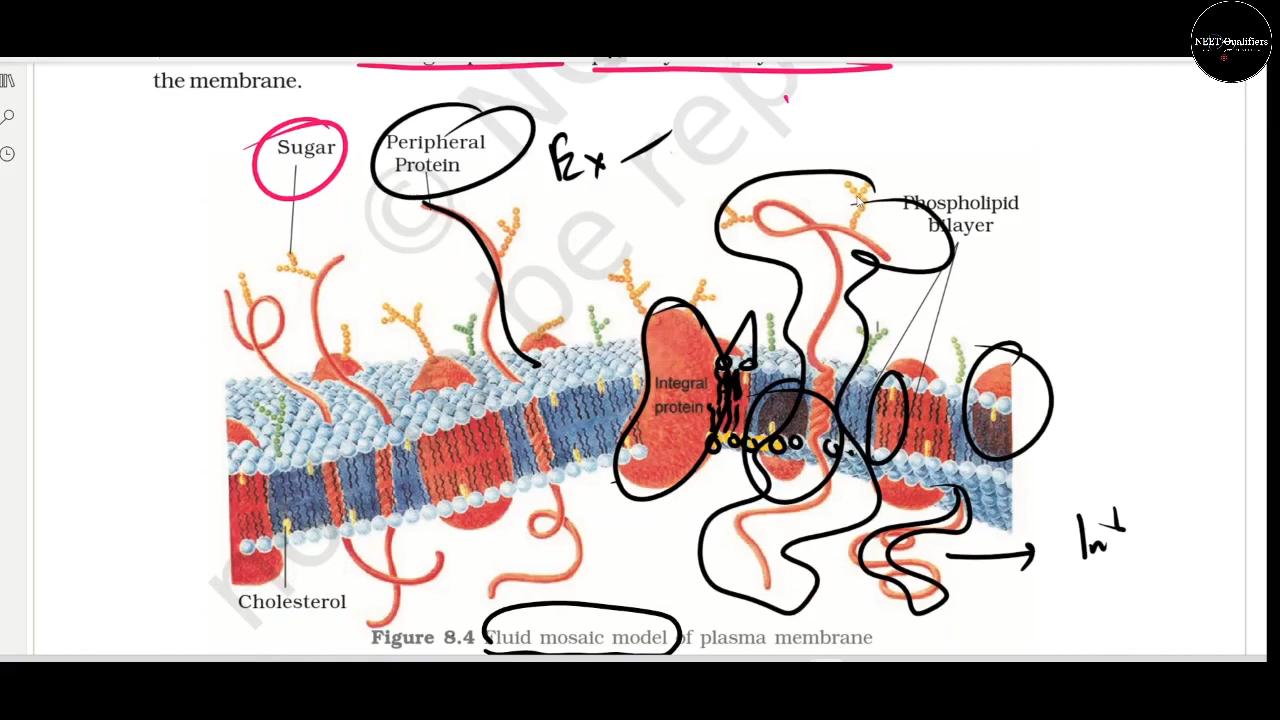 NEET Qualifiers
the membrane.
Sugar
Peripheral
Protein
Ex
Phospholipid
bilayer
Integral
protein
Int
Cholesterol
Figure 8.4 Fluid mosaic model of plasma membrane